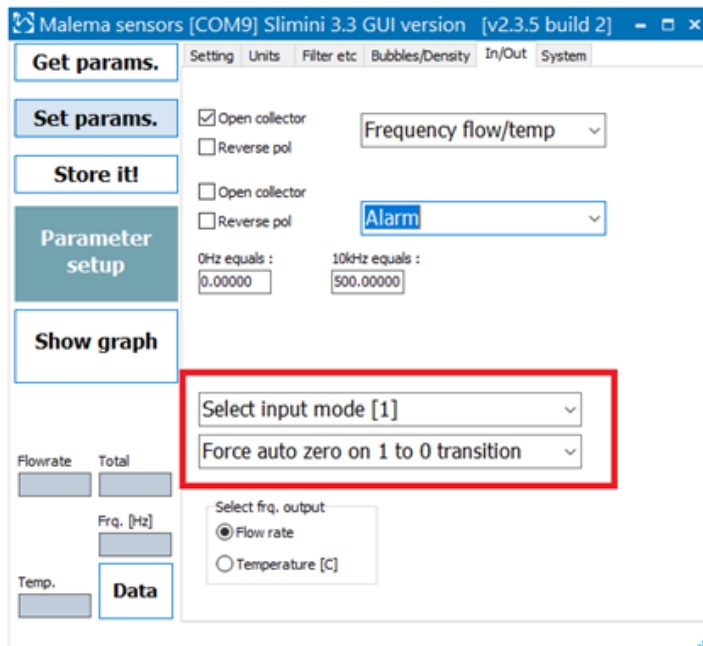 Malema sensors [COM9] Slimini 3.3 GUI version [v2.3.5 build 2]
Get params.
Set params.
Store it!
Parameter
setup
Show graph
Flowrate Total
Frq. [Hz]
Temp.
Data
Setting Units Filter etc Bubbles/Density In/Out System
Open collector
Reverse pol
Frequency flow/temp
Open collector
Reverse pol
Alarm
0Hz equals : 10kHz equals :
0.00000 500.00000
Select input mode [1]
Force auto zero on 1 to 0 transition
Select frq. output
Flow rate
Temperature [C]